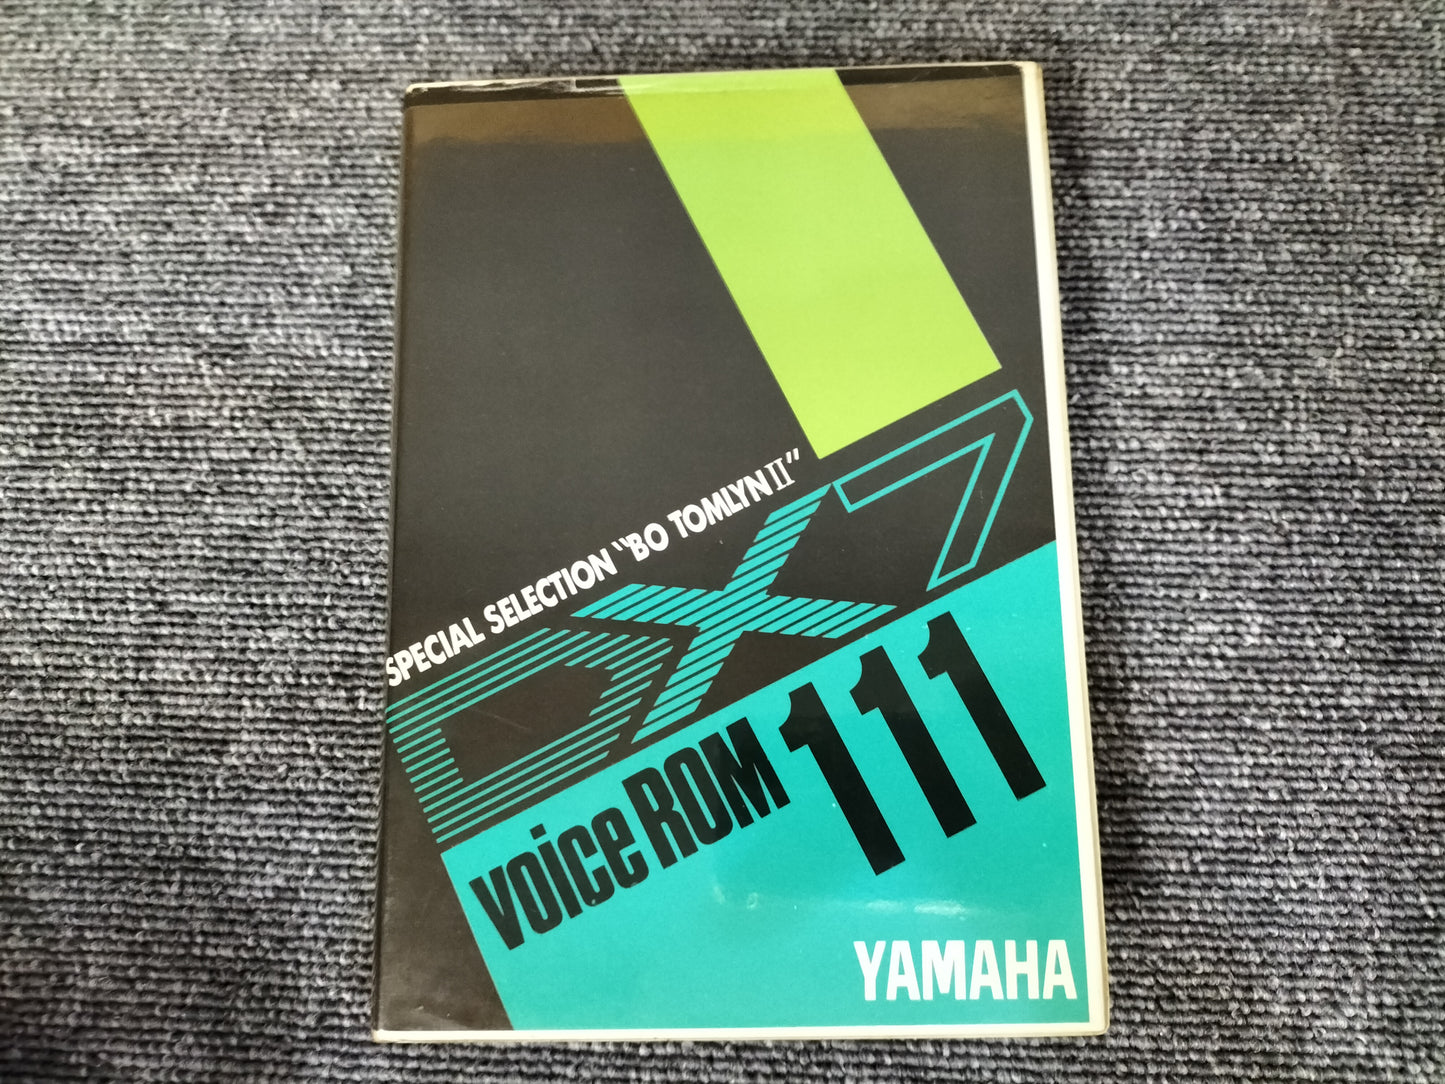 SPECIAL SELECTION “BO TOMLYN II”
DX7
voice ROM 111
YAMAHA